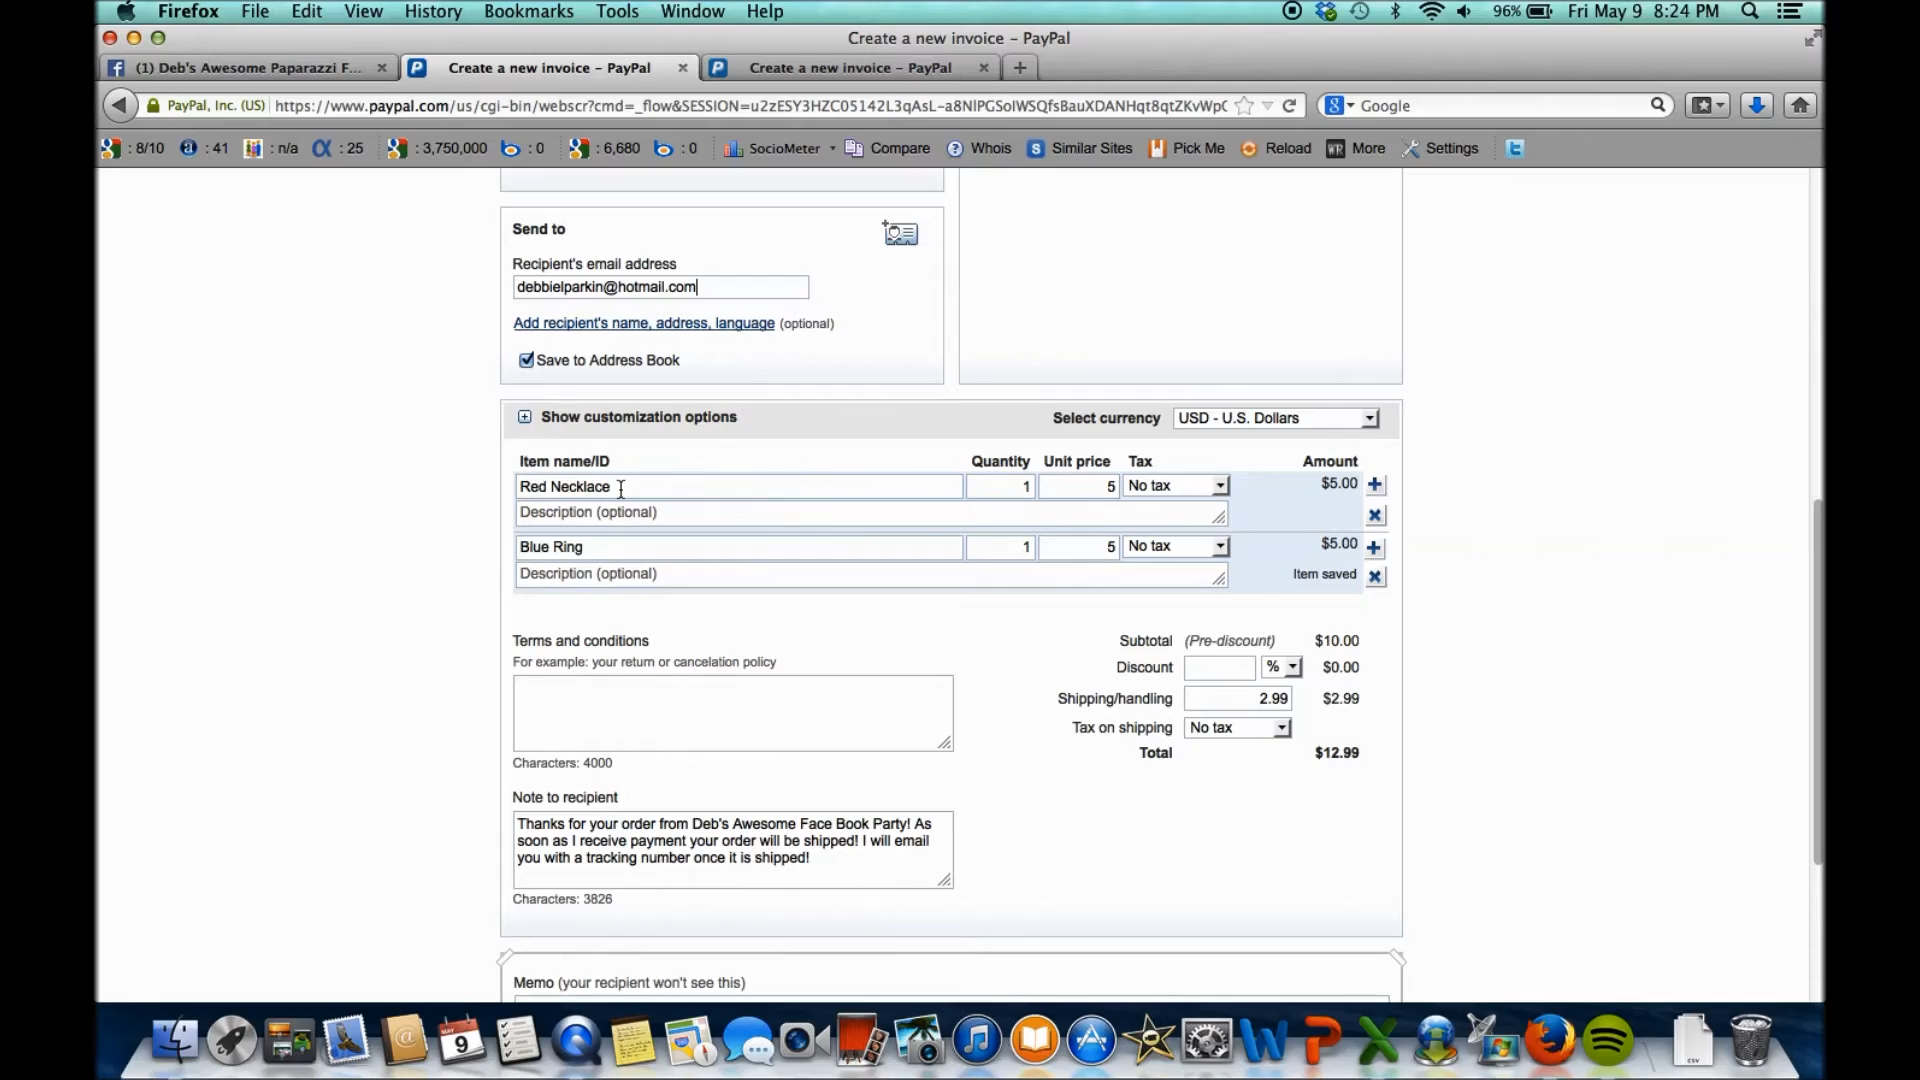 Firefox File Edit View History Bookmarks Tools Window Help 96% Fri May 9 8:24 PM
Create a new invoice – PayPal
(1) Deb's Awesome Paparazzi F... Create a new invoice – PayPal Create a new invoice – PayPal
PayPal, Inc. (US) https://www.paypal.com/us/cgi-bin/webscr?cmd=_flow&SESSION=u2zESY3HZC05142L3qAsL-a8NlPGSolWSQfsBauXDANHqt8qtZKvWpC Google
: 8/10 : 41 : n/a : 25 : 3,750,000 : 0 : 6,680 : 0 SocioMeter Compare Whois Similar Sites Pick Me Reload More Settings
Send to
Recipient's email address
debbielparkin@hotmail.com
Add recipient's name, address, language (optional)
Save to Address Book
Show customization options Select currency USD - U.S. Dollars
Item name/ID Quantity Unit price Tax Amount
Red Necklace 1 5 No tax $5.00
Description (optional)
Blue Ring 1 5 No tax $5.00
Description (optional) Item saved
Terms and conditions Subtotal (Pre-discount) $10.00
For example: your return or cancelation policy Discount % $0.00
Shipping/handling 2.99 $2.99
Tax on shipping No tax
Total $12.99
Characters: 4000
Note to recipient
Thanks for your order from Deb's Awesome Face Book Party! As
soon as I receive payment your order will be shipped! I will email
you with a tracking number once it is shipped!
Characters: 3826
Memo (your recipient won't see this)
MAY
9
CSV